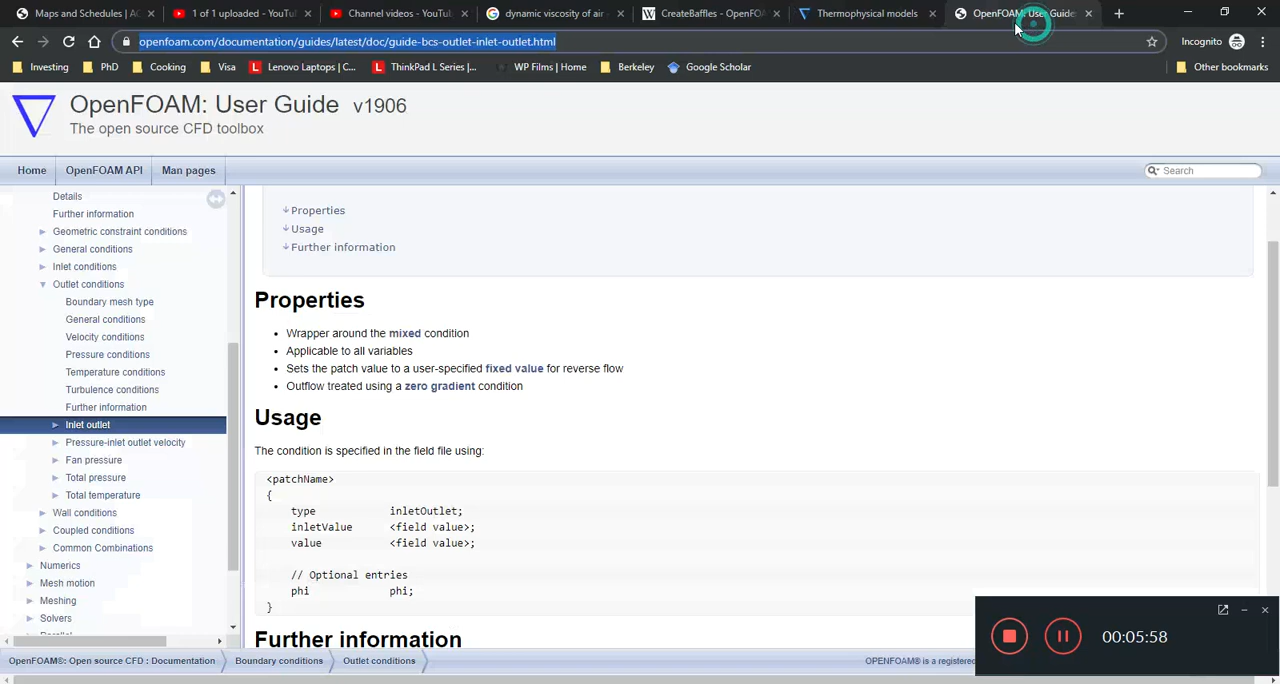 Maps and Schedules | AC
1 of 1 uploaded - YouTu
Channel videos - YouTub
dynamic viscosity of air
CreateBaffles - OpenFOA
Thermophysical models
OpenFOAM: User Guide
openfoam.com/documentation/guides/latest/doc/guide-bcs-outlet-inlet-outlet.html
Incognito
Investing
PhD
Cooking
Visa
Lenovo Laptops | C...
ThinkPad L Series |...
WP Films | Home
Berkeley
Google Scholar
Other bookmarks
OpenFOAM: User Guide v1906
The open source CFD toolbox
Home
OpenFOAM API
Man pages
Search
Details
Further information
Geometric constraint conditions
General conditions
Inlet conditions
Outlet conditions
Boundary mesh type
General conditions
Velocity conditions
Pressure conditions
Temperature conditions
Turbulence conditions
Further information
Inlet outlet
Pressure-inlet outlet velocity
Fan pressure
Total pressure
Total temperature
Wall conditions
Coupled conditions
Common Combinations
Numerics
Mesh motion
Meshing
Solvers
Properties
Usage
Further information
Properties
• Wrapper around the mixed condition
• Applicable to all variables
• Sets the patch value to a user-specified fixed value for reverse flow
• Outflow treated using a zero gradient condition
Usage
The condition is specified in the field file using:
<patchName>
{
type inletOutlet;
inletValue <field value>;
value <field value>;
// Optional entries
phi phi;
}
Further information
OPENFOAM®: Open source CFD : Documentation
Boundary conditions
Outlet conditions
OPENFOAM® is a registered
00:05:58